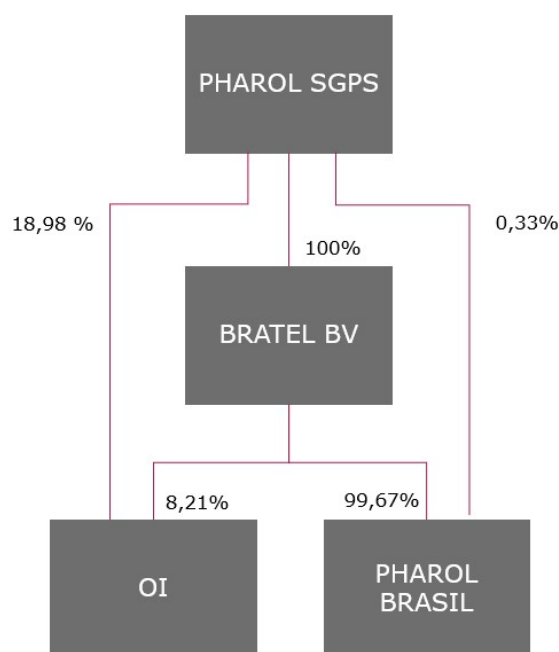 PHAROL SGPS
18,98 %
0,33%
100%
BRATEL BV
8,21%
99,67%
OI
PHAROL
BRASIL